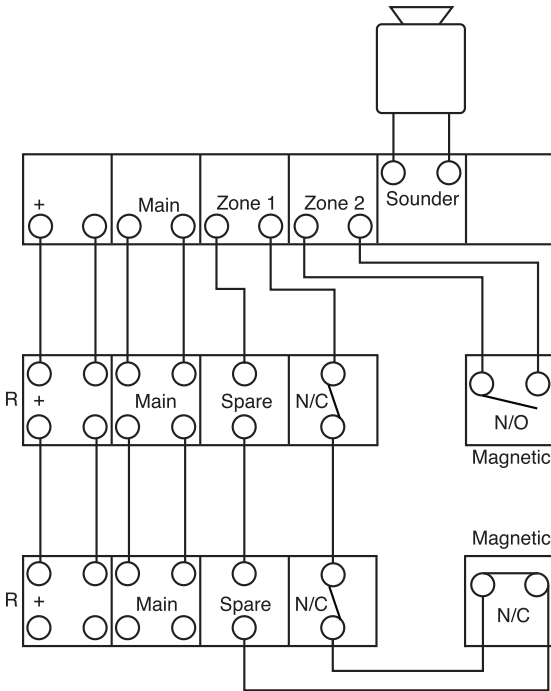 + Main Zone 1 Zone 2 Sounder
R + Main Spare N/C N/O
Magnetic
Magnetic
R + Main Spare N/C N/C